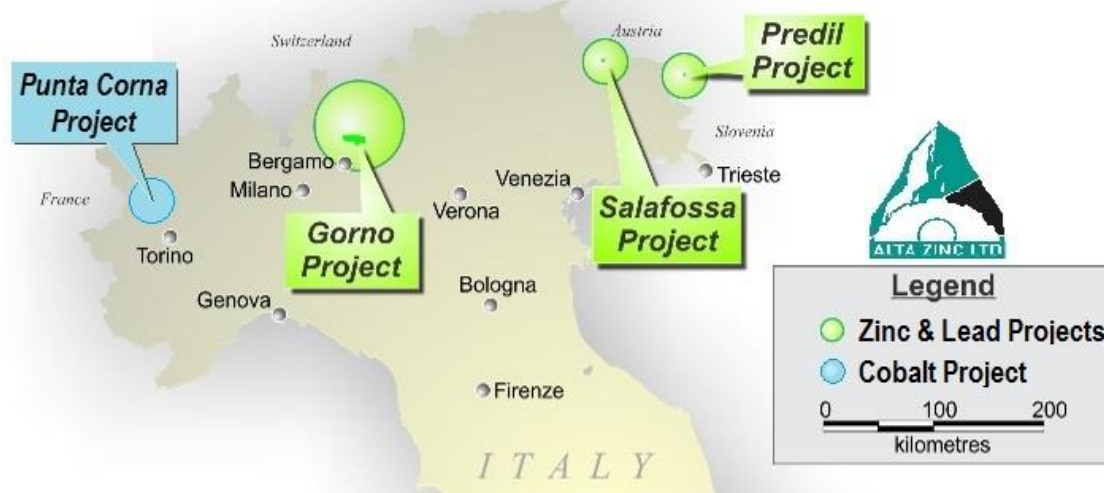 Switzerland
Austria
Predil
Project
Punta Corna
Project
Slovenia
Bergamo
Milano
France
Trieste
Venezia
Verona
Salafossa
Project
Gorno
Project
Torino
ALTA ZINC LTD
Genova
Bologna
Legend
Zinc & Lead Projects
Cobalt Project
Firenze
0 100 200
kilometres
ITALY